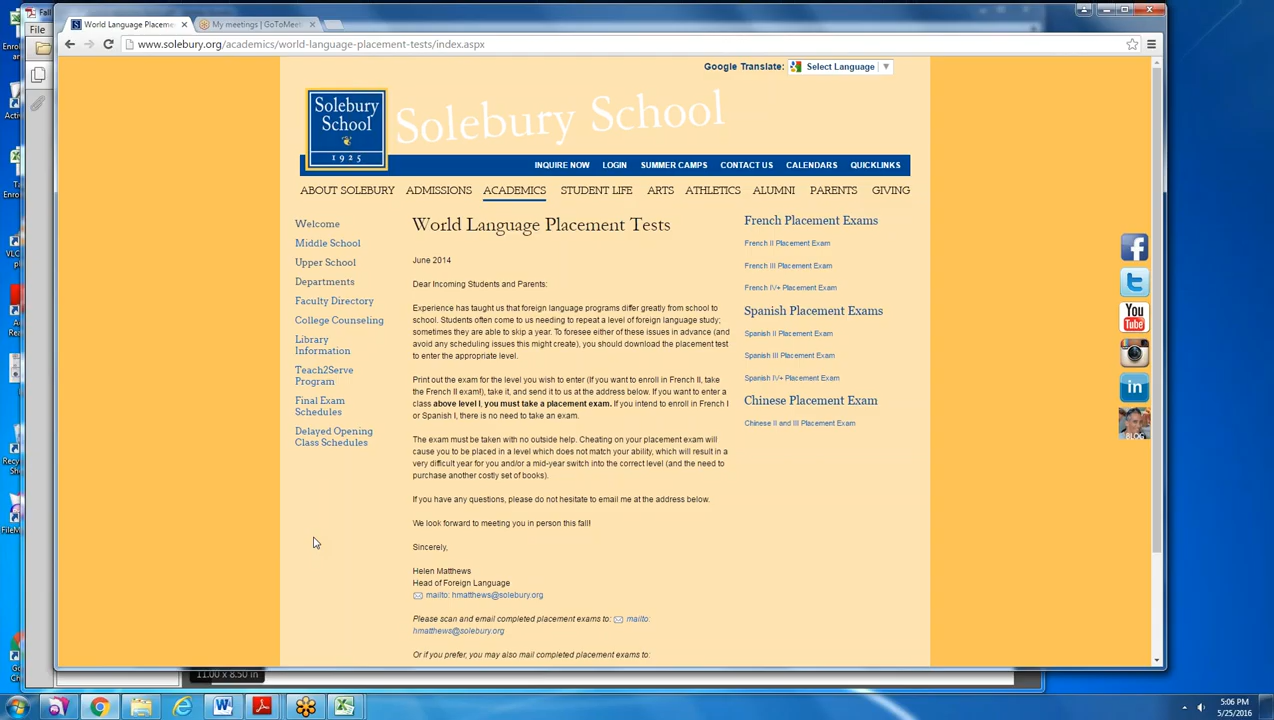 World Language Placeme
My meetings | GoToMeet
File
www.solebury.org/academics/world-language-placement-tests/index.aspx
Google Translate:
Select Language
Solebury
School
1925
Solebury School
INQUIRE NOW
LOGIN
SUMMER CAMPS
CONTACT US
CALENDARS
QUICKLINKS
ABOUT SOLEBURY
ADMISSIONS
ACADEMICS
STUDENT LIFE
ARTS
ATHLETICS
ALUMNI
PARENTS
GIVING
Welcome
Middle School
Upper School
Departments
Faculty Directory
College Counseling
Library
Information
Teach2Serve
Program
Final Exam
Schedules
Delayed Opening
Class Schedules
World Language Placement Tests
June 2014
Dear Incoming Students and Parents:
Experience has taught us that foreign language programs differ greatly from school to
school. Students often come to us needing to repeat a level of foreign language study;
sometimes they are able to skip a year. To foresee either of these issues in advance (and
avoid any scheduling issues this might create), you should download the placement test
to enter the appropriate level.
Print out the exam for the level you wish to enter (If you want to enroll in French II, take
the French II exam!), take it, and send it to us at the address below. If you want to enter a
class above level I, you must take a placement exam. If you intend to enroll in French I
or Spanish I, there is no need to take an exam.
The exam must be taken with no outside help. Cheating on your placement exam will
cause you to be placed in a level which does not match your ability, which will result in a
very difficult year for you and/or a mid-year switch into the correct level (and the need to
purchase another costly set of books).
If you have any questions, please do not hesitate to email me at the address below.
We look forward to meeting you in person this fall!
Sincerely,
Helen Matthews
Head of Foreign Language
mailto: hmatthews@solebury.org
Please scan and email completed placement exams to: mailto:
hmatthews@solebury.org
Or if you prefer, you may also mail completed placement exams to:
French Placement Exams
French II Placement Exam
French III Placement Exam
French IV+ Placement Exam
Spanish Placement Exams
Spanish II Placement Exam
Spanish III Placement Exam
Spanish IV+ Placement Exam
Chinese Placement Exam
Chinese II and III Placement Exam
You
Tube
in
BLOG
11.00 x 8.50 in
5:06 PM
5/25/2016